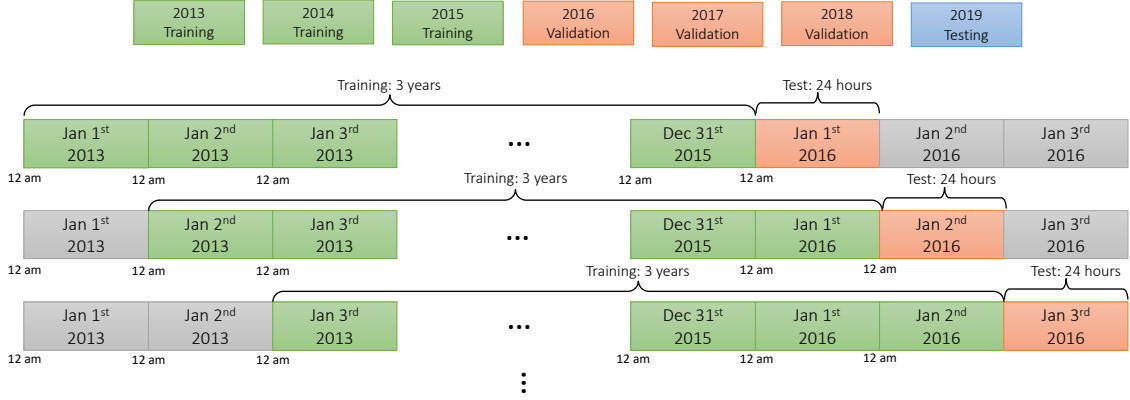 2013
Training
2014
Training
2015
Training
2016
Validation
2017
Validation
2018
Validation
2019
Testing
Training: 3 years
Test: 24 hours
Jan 1st
2013
Jan 2nd
2013
Jan 3rd
2013
...
Dec 31st
2015
Jan 1st
2016
Jan 2nd
2016
Jan 3rd
2016
12 am
12 am
12 am
12 am
12 am
Training: 3 years
Test: 24 hours
Jan 1st
2013
Jan 2nd
2013
Jan 3rd
2013
...
Dec 31st
2015
Jan 1st
2016
Jan 2nd
2016
Jan 3rd
2016
12 am
12 am
12 am
12 am
12 am
12 am
Training: 3 years
Test: 24 hours
Jan 1st
2013
Jan 2nd
2013
Jan 3rd
2013
...
Dec 31st
2015
Jan 1st
2016
Jan 2nd
2016
Jan 3rd
2016
12 am
12 am
12 am
12 am
12 am
12 am